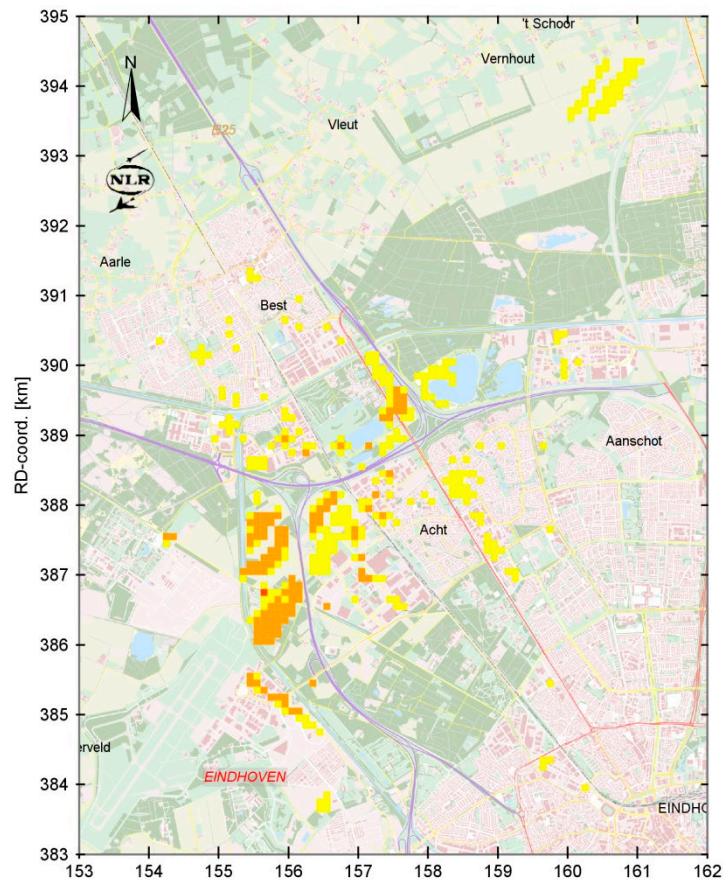 395
394
393
392
391
390
389
388
387
386
385
384
383
RD-coord. [km]
153 154 155 156 157 158 159 160 161 162
't Schoor
Vernhout
N
B25
Vleut
NLR
Aarle
Best
Aanschot
Acht
erveld
EINDHOVEN
EINDHO